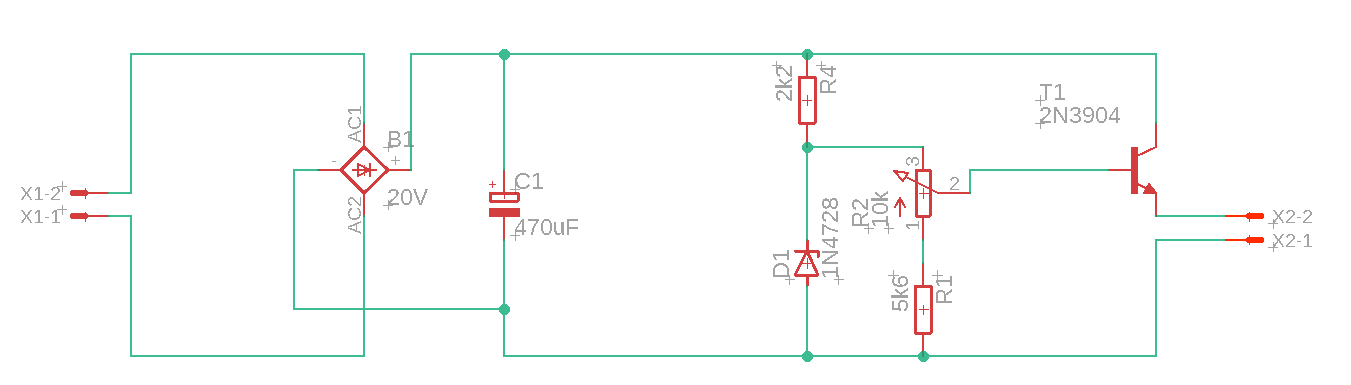 X1-2
X1-1
AC1
B1
-
+
20V
AC2
+
C1
470uF
2k2
R4
D1
1N4728
3
2
1
R2
10k
5k6
R1
T1
2N3904
X2-2
X2-1